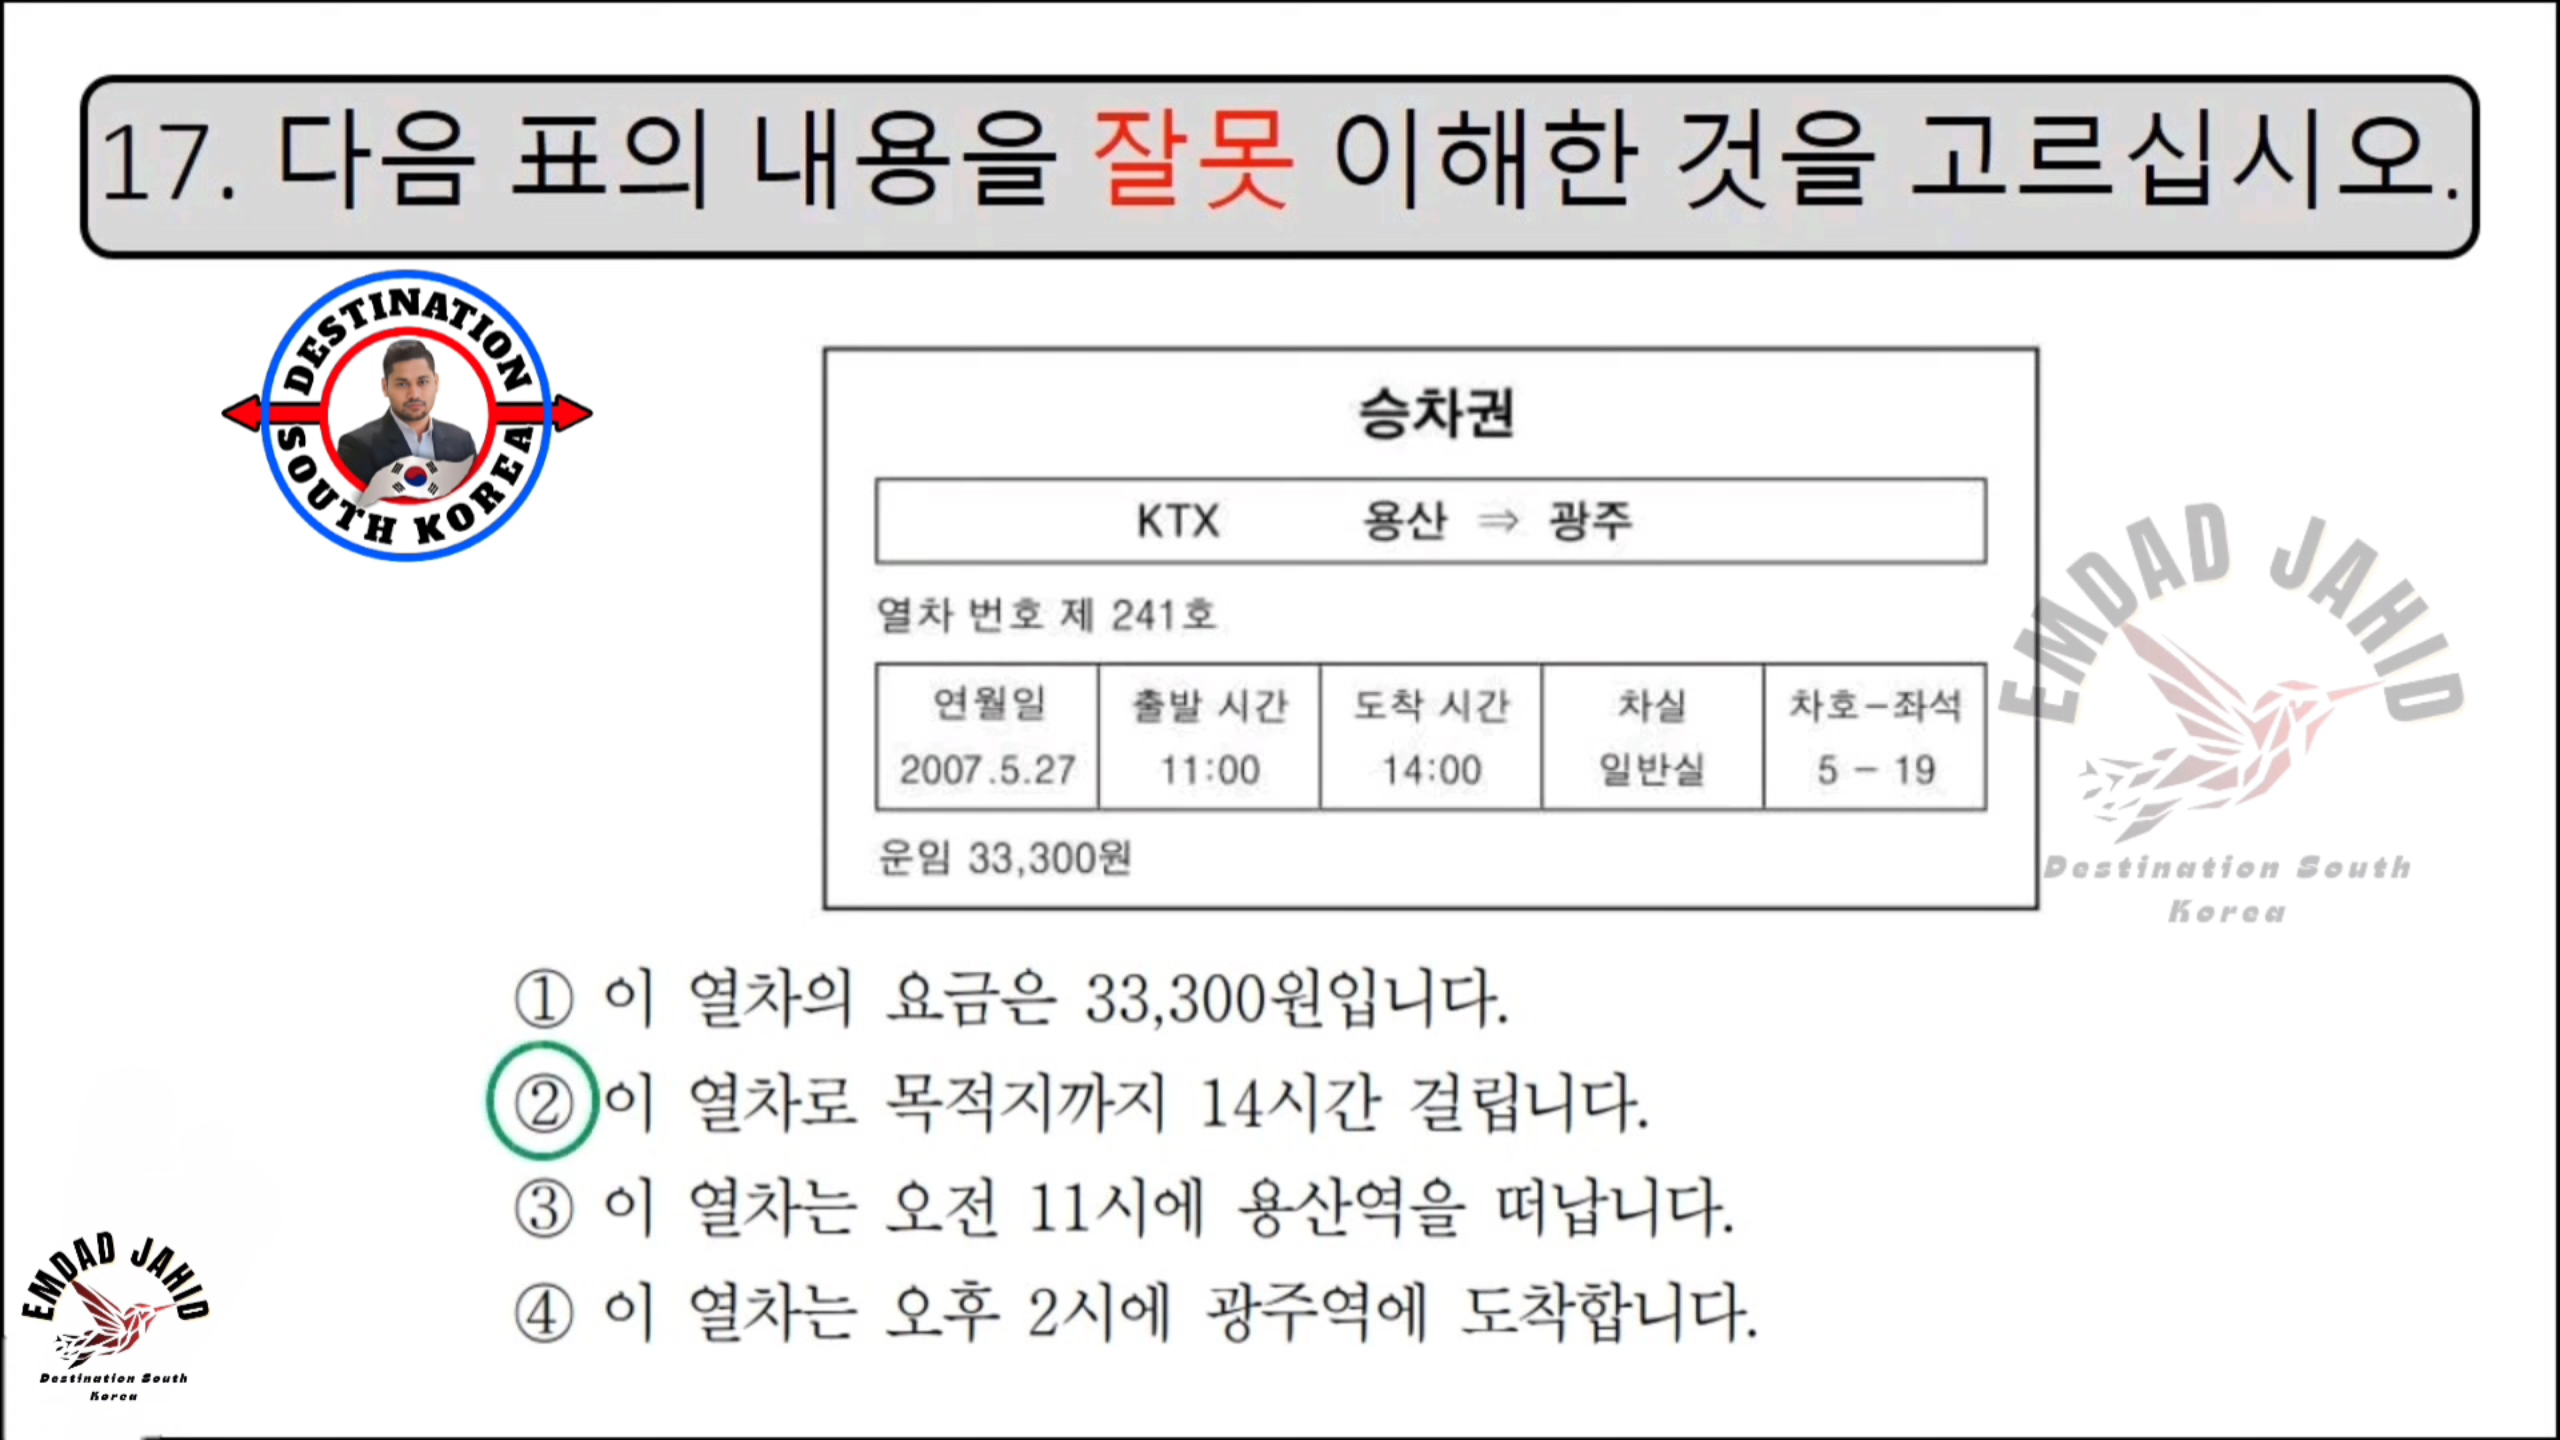 17. 다음 표의 내용을 잘못 이해한 것을 고르십시오.
DESTINATION
SOUTH KOREA
승차권
KTX 용산 ⇒ 광주
열차 번호 제 241호
연월일 출발 시간 도착 시간 차실 차호-좌석
2007.5.27 11:00 14:00 일반실 5 - 19
운임 33,300원
EMDAD JAHID
Destination South
Korea
① 이 열차의 요금은 33,300원입니다.
② 이 열차로 목적지까지 14시간 걸립니다.
③ 이 열차는 오전 11시에 용산역을 떠납니다.
④ 이 열차는 오후 2시에 광주역에 도착합니다.
EMDAD JAHID
Destination South
Korea